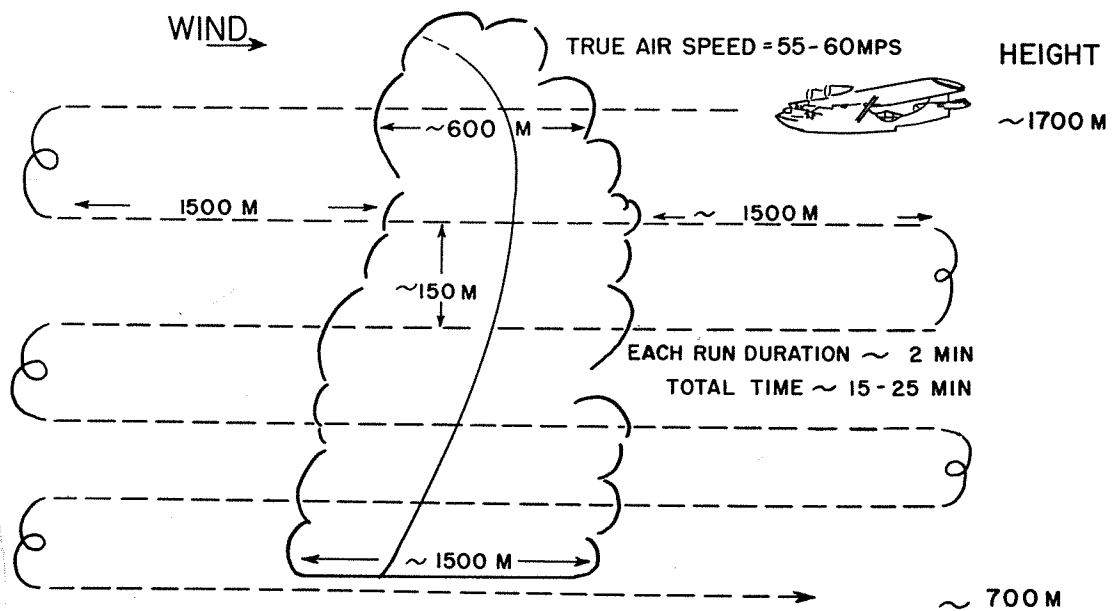 WIND
TRUE AIR SPEED = 55-60MPS
HEIGHT
~600 M
~1700 M
1500 M
~ 1500 M
~150 M
EACH RUN DURATION ~ 2 MIN
TOTAL TIME ~ 15-25 MIN
~ 1500 M
~ 700 M